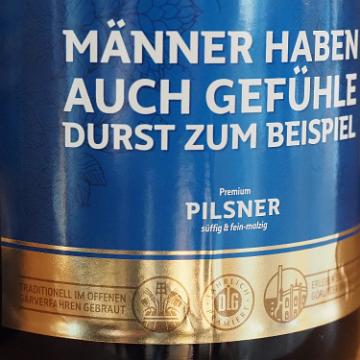 MÄNNER HABEN
AUCH GEFÜHLE
DURST ZUM BEISPIEL
Premium
PILSNER
süffig & fein-malzig
TRADITIONELL IM OFFENEN
GÄRVERFAHREN GEBRAUT
DLG